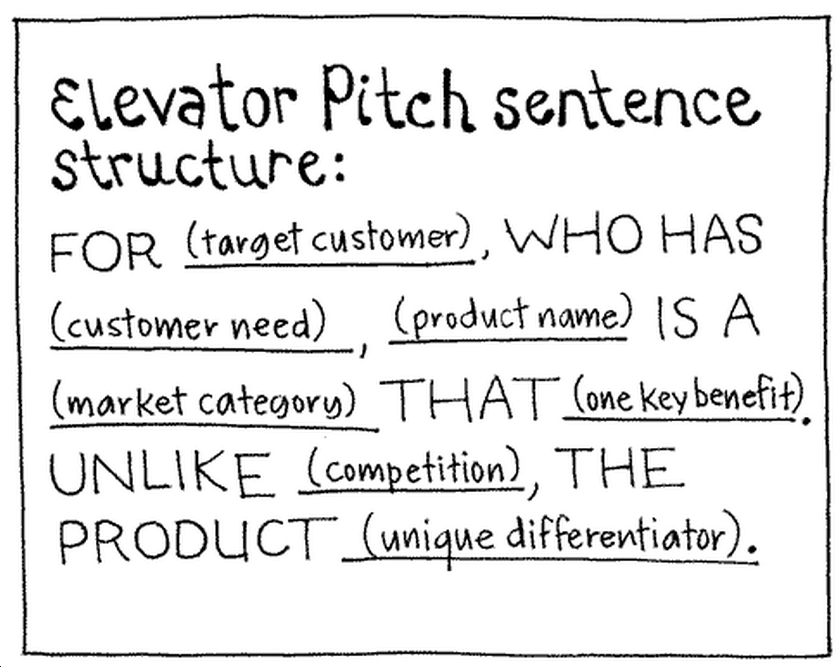 Elevator Pitch sentence
structure:
FOR (target customer), WHO HAS
(customer need), (product name) IS A
(market category) THAT (one key benefit).
UNLIKE (competition), THE
PRODUCT (unique differentiator).